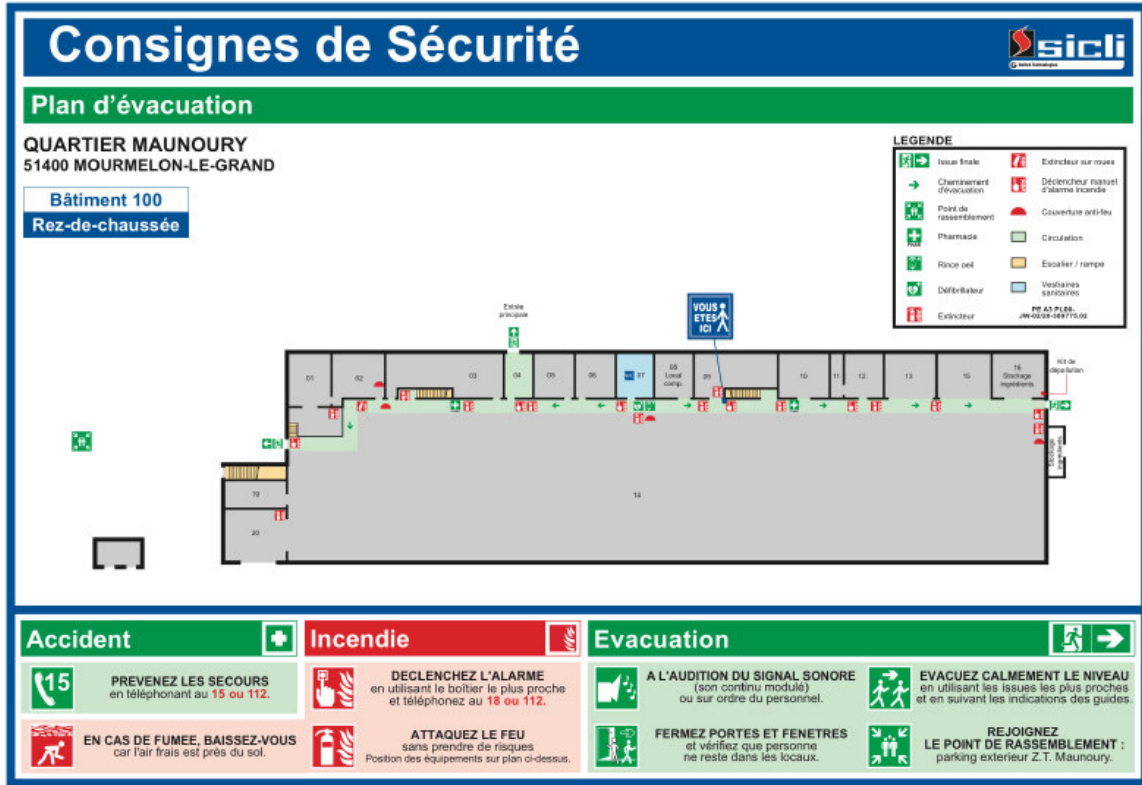 Consignes de Sécurité
sicli
Plan d'évacuation
QUARTIER MAUNOURY
51400 MOURMELON-LE-GRAND
Bâtiment 100
Rez-de-chaussée
LEGENDE
Issue finale
Cheminement
d'évacuation
Point de
rassemblement
Pharmacie
Rince oeil
Défibrillateur
Extincteur
Extincteur sur roues
Déclencheur manuel
d'alarme incendie
Couverture anti-feu
Circulation
Escalier / rampe
Vestiaires
sanitaires
Entrée
principale
VOUS
ETES
ICI
Kit de
dépollution
01
02
03
04
05
06
07
08
Local
comp.
09
10
11
12
13
15
16
Stockage
ingrédients
Stockage
ingrédients
14
19
20
Accident
15
PREVENEZ LES SECOURS
en téléphonant au 15 ou 112.
EN CAS DE FUMEE, BAISSEZ-VOUS
car l'air frais est près du sol.
Incendie
DECLENCHEZ L'ALARME
en utilisant le boîtier le plus proche
et téléphonez au 18 ou 112.
ATTAQUEZ LE FEU
sans prendre de risques
Position des équipements sur plan ci-dessus.
Evacuation
A L'AUDITION DU SIGNAL SONORE
(son continu modulé)
ou sur ordre du personnel.
FERMEZ PORTES ET FENETRES
et vérifiez que personne
ne reste dans les locaux.
EVACUEZ CALMEMENT LE NIVEAU
en utilisant les issues les plus proches
et en suivant les indications des guides.
REJOIGNEZ
LE POINT DE RASSEMBLEMENT :
parking exterieur Z.T. Maunoury.